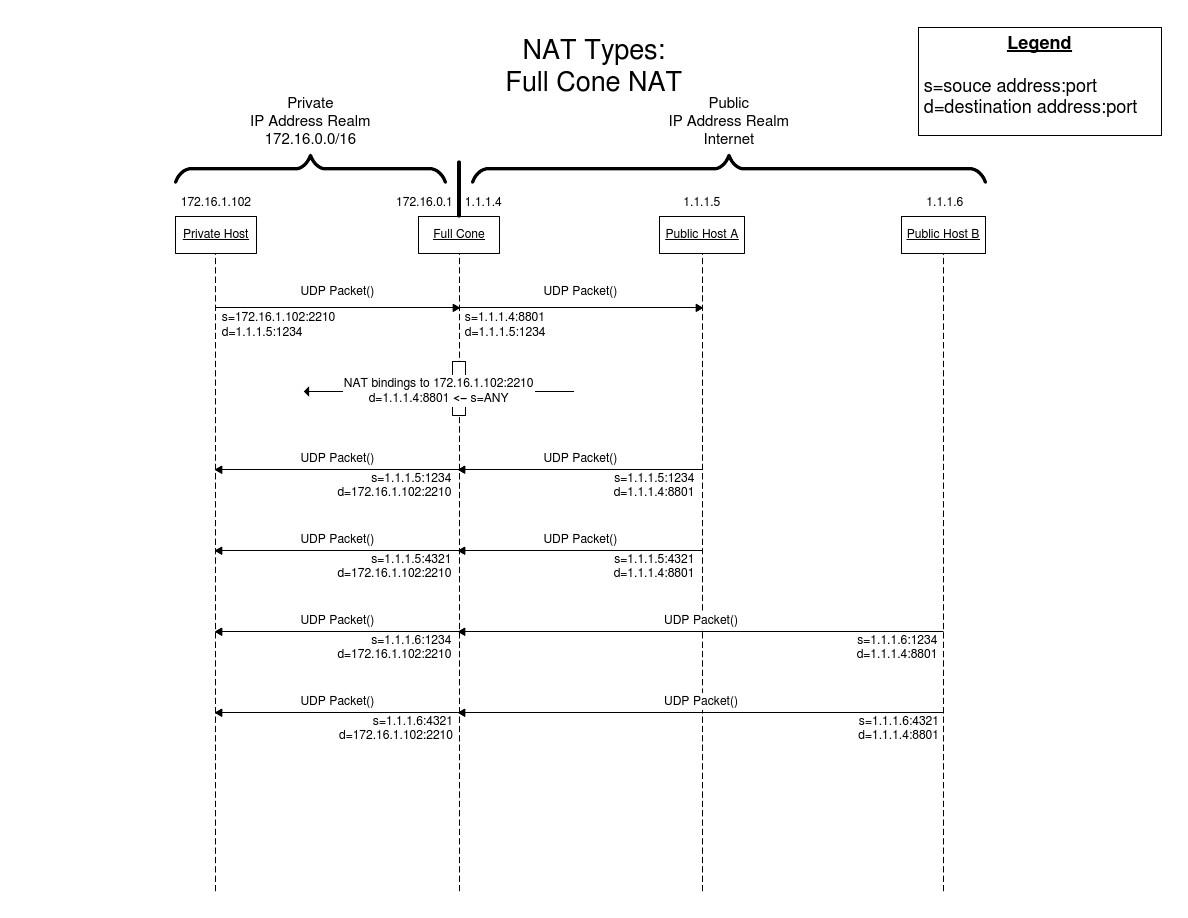 NAT Types:
Full Cone NAT
Legend
s=souce address:port
d=destination address:port
Private
IP Address Realm
172.16.0.0/16
Public
IP Address Realm
Internet
172.16.1.102
172.16.0.1
1.1.1.4
1.1.1.5
1.1.1.6
Private Host
Full Cone
Public Host A
Public Host B
UDP Packet()
UDP Packet()
s=172.16.1.102:2210
d=1.1.1.5:1234
s=1.1.1.4:8801
d=1.1.1.5:1234
NAT bindings to 172.16.1.102:2210
d=1.1.1.4:8801 <– s=ANY
UDP Packet()
UDP Packet()
s=1.1.1.5:1234
d=172.16.1.102:2210
s=1.1.1.5:1234
d=1.1.1.4:8801
UDP Packet()
UDP Packet()
s=1.1.1.5:4321
d=172.16.1.102:2210
s=1.1.1.5:4321
d=1.1.1.4:8801
UDP Packet()
UDP Packet()
s=1.1.1.6:1234
d=172.16.1.102:2210
s=1.1.1.6:1234
d=1.1.1.4:8801
UDP Packet()
UDP Packet()
s=1.1.1.6:4321
d=172.16.1.102:2210
s=1.1.1.6:4321
d=1.1.1.4:8801